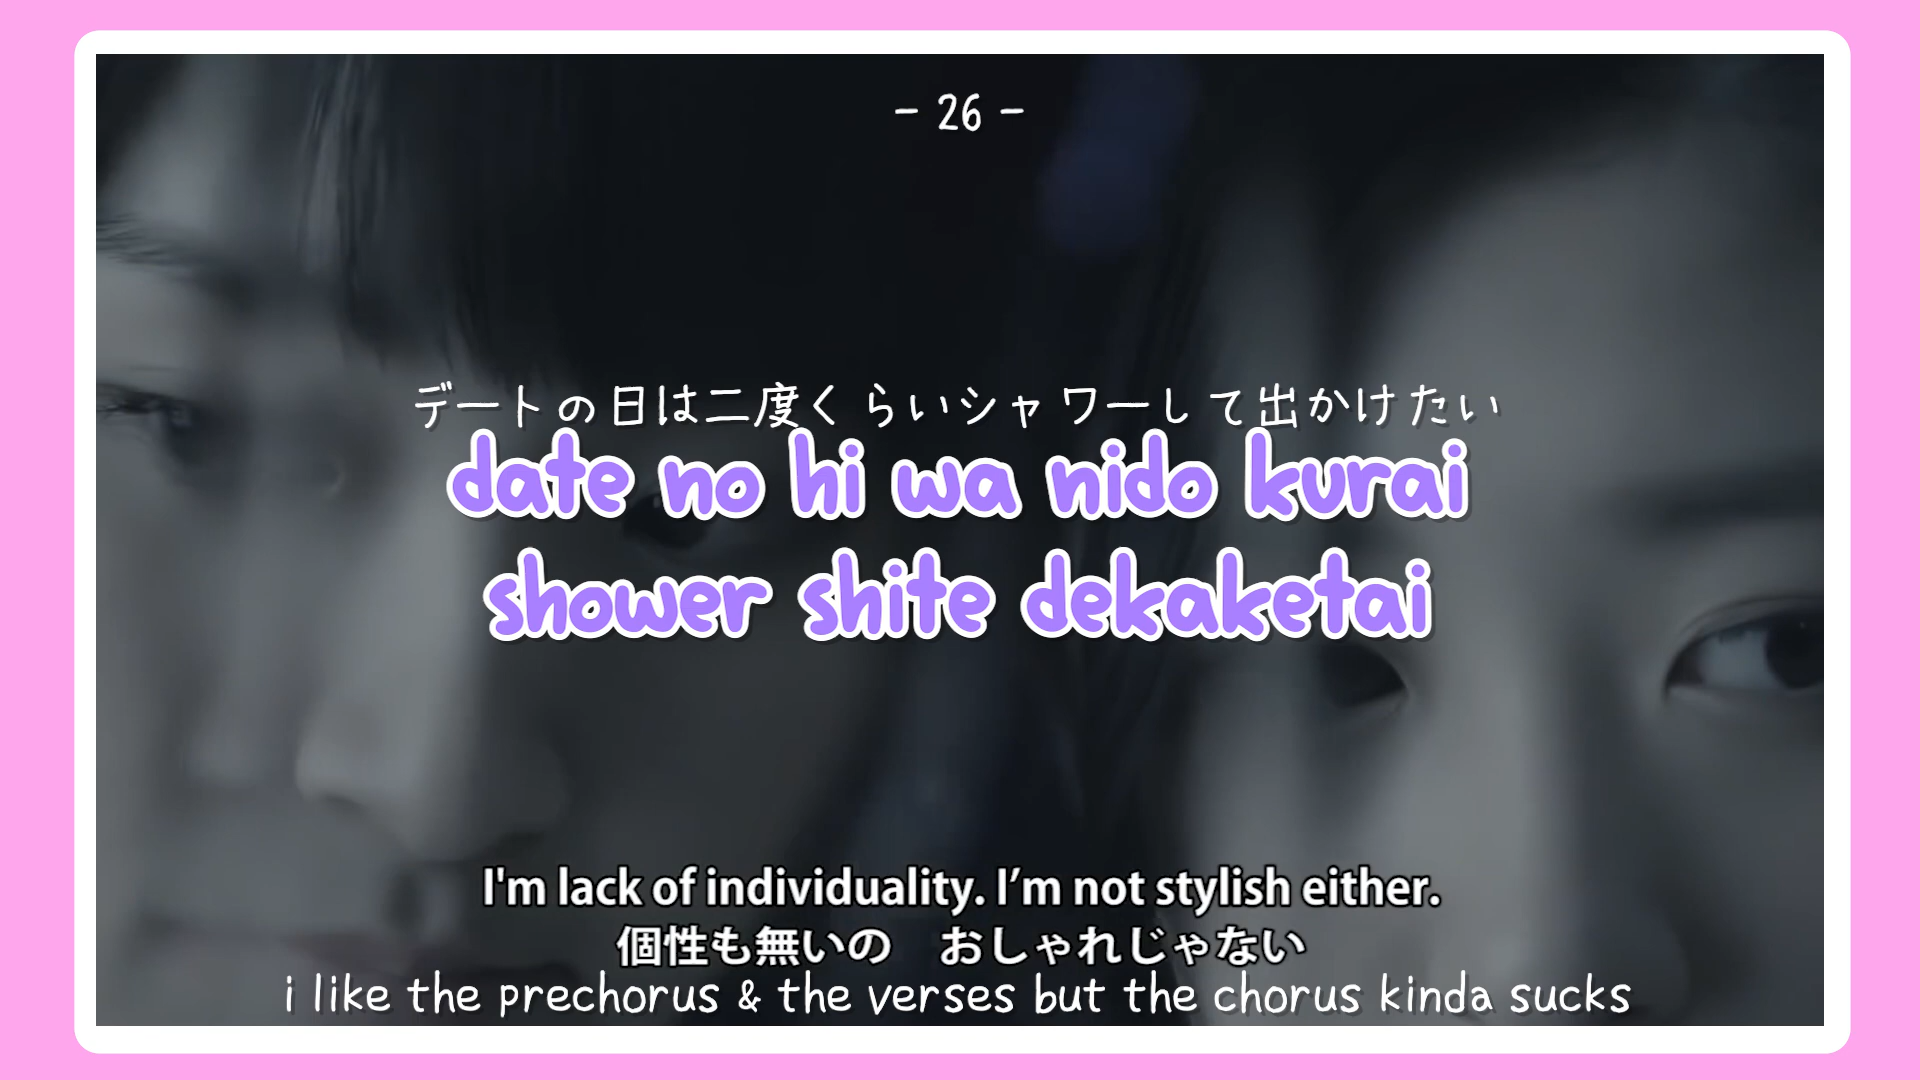 - 26 -
デートの日は二度くらいシャワーして出かけたい
date no hi wa nido kurai
shower shite dekaketai
I'm lack of individuality. I’m not stylish either.
個性も無いの　おしゃれじゃない
i like the prechorus & the verses but the chorus kinda sucks